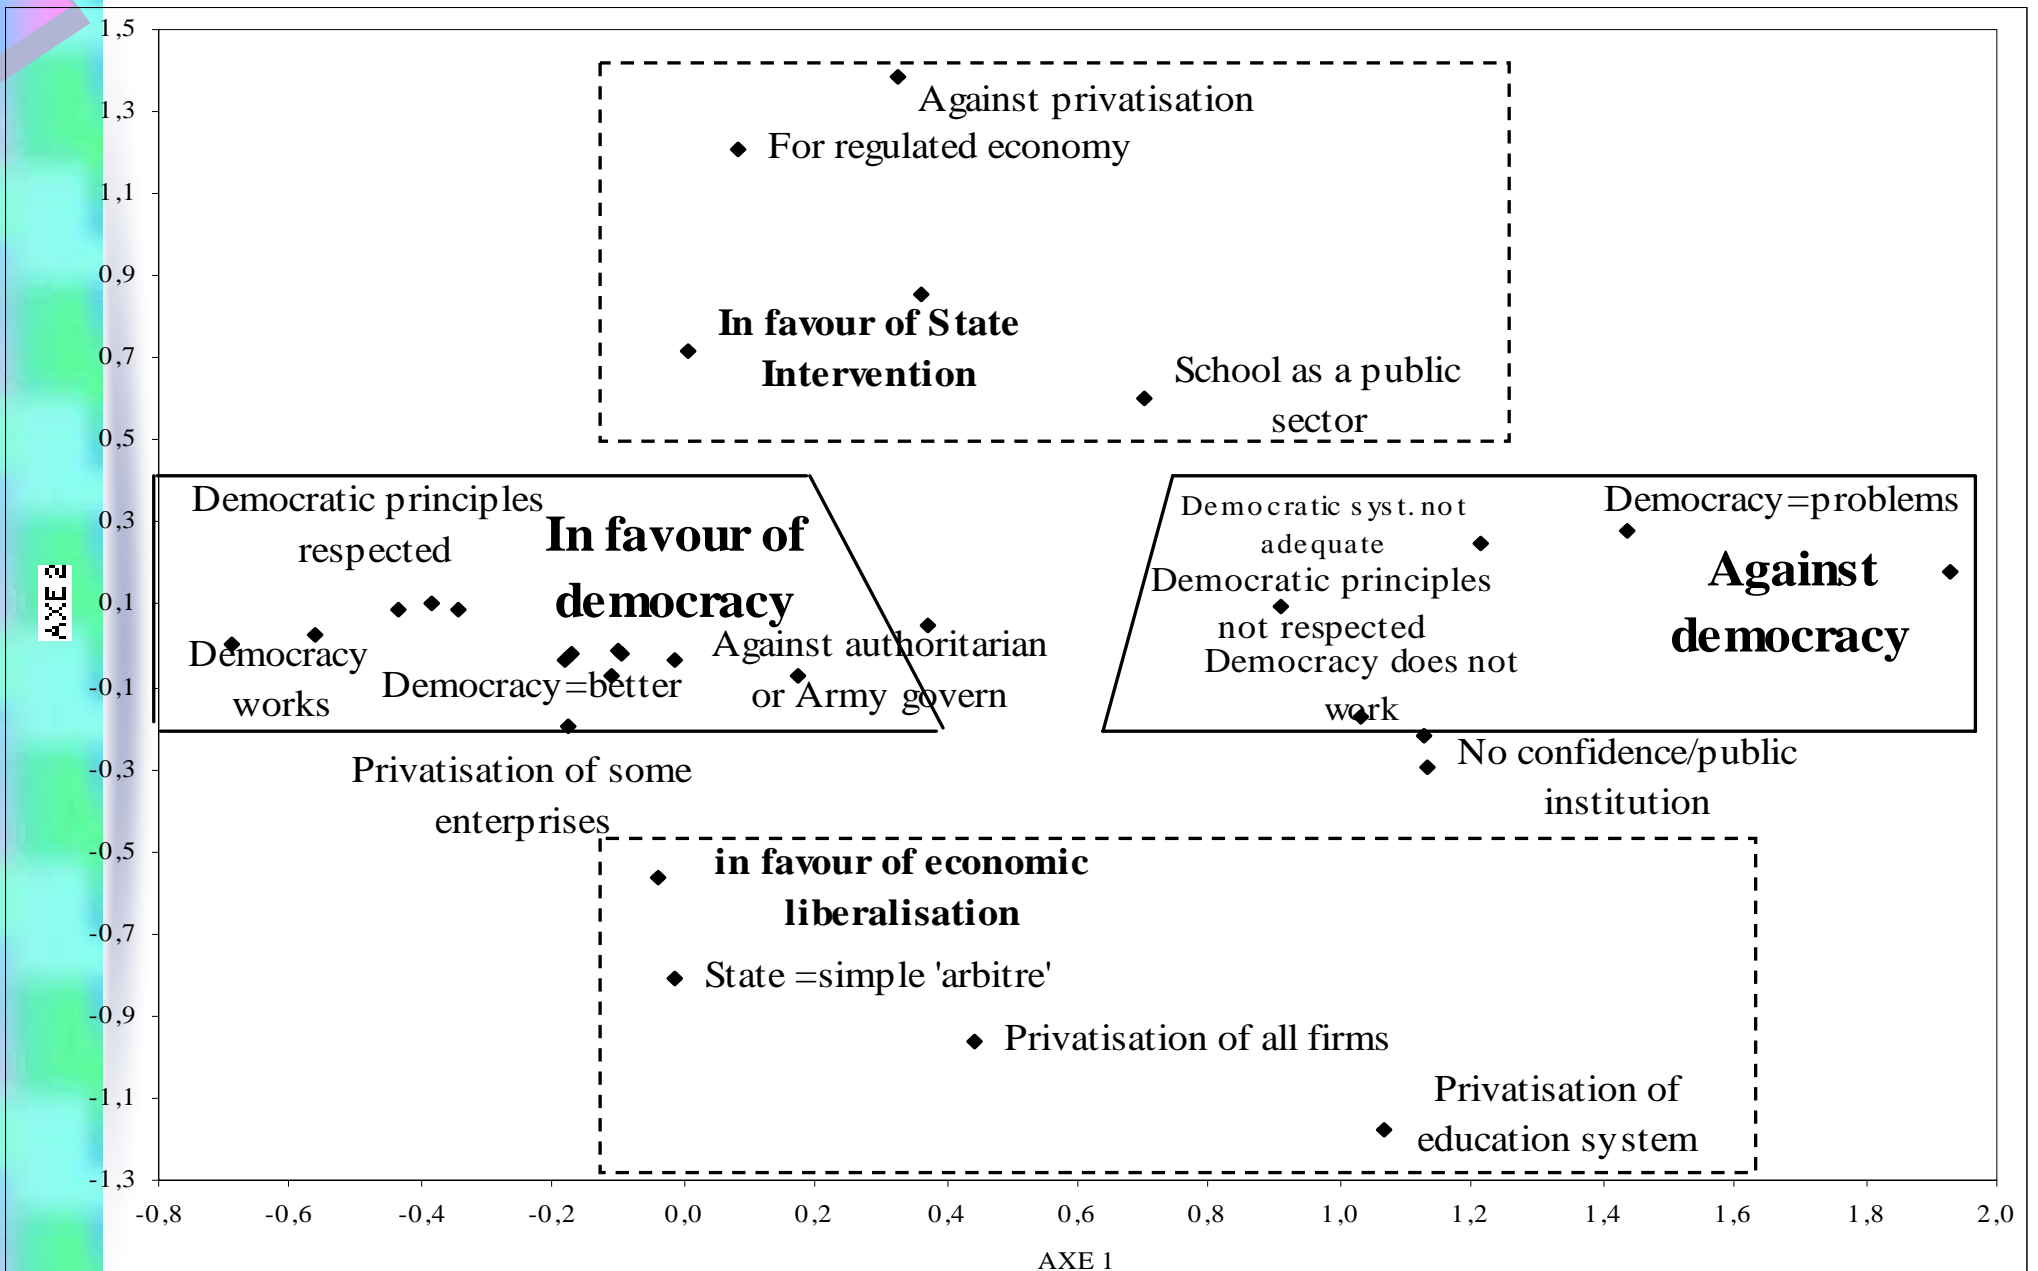 1,5
1,3
1,1
0,9
0,7
0,5
0,3
0,1
-0,1
-0,3
-0,5
-0,7
-0,9
-1,1
-1,3
AXE 2
Against privatisation
For regulated economy
In favour of State
Intervention
School as a public
sector
Democratic principles
respected
In favour of
democracy
Democracy
works
Democracy=better
Against authoritarian
or Army govern
Democratic syst. not
adequate
Democratic principles
not respected
Democracy does not
work
Democracy=problems
Against
democracy
Privatisation of some
enterprises
No confidence/public
institution
in favour of economic
liberalisation
State =simple 'arbitre'
Privatisation of all firms
Privatisation of
education system
-0,8 -0,6 -0,4 -0,2 0,0 0,2 0,4 0,6 0,8 1,0 1,2 1,4 1,6 1,8 2,0
AXE 1